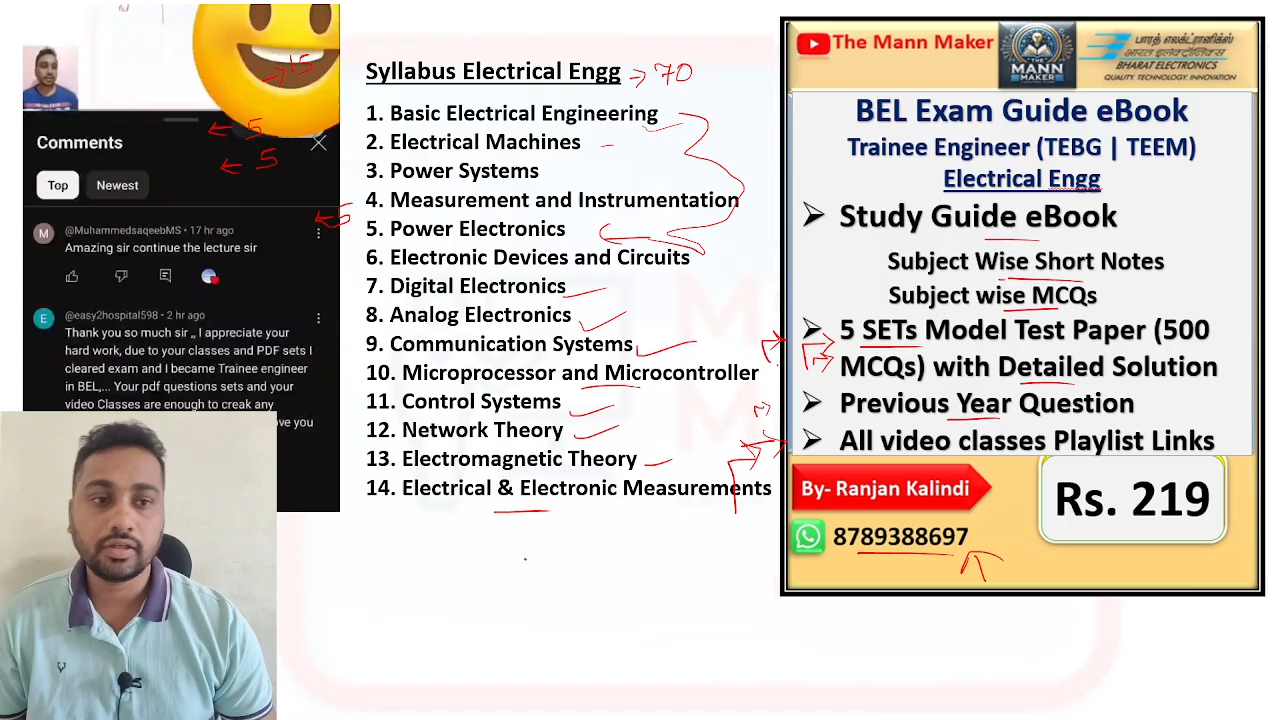 Comments
Top
Newest
@MuhammedsaqeebMS • 17 hr ago
Amazing sir continue the lecture sir
@easy2hospital598 • 2 hr ago
Thank you so much sir ,, I appreciate your
hard work, due to your classes and PDF sets I
cleared exam and I became Trainee engineer
in BEL,... Your pdf questions sets and your
video Classes are enough to creak any
ove you
15
5
5
5
Syllabus Electrical Engg → 70
1. Basic Electrical Engineering
2. Electrical Machines
3. Power Systems
4. Measurement and Instrumentation
5. Power Electronics
6. Electronic Devices and Circuits
7. Digital Electronics
8. Analog Electronics
9. Communication Systems
10. Microprocessor and Microcontroller
11. Control Systems
12. Network Theory
13. Electromagnetic Theory
14. Electrical & Electronic Measurements
The Mann Maker
THE
MANN
MAKER
பாரத் எலக்ட்ரானிக்ஸ்
भारत इलेक्ट्रॉनिक्स
BHARAT ELECTRONICS
QUALITY. TECHNOLOGY. INNOVATION
BEL Exam Guide eBook
Trainee Engineer (TEBG | TEEM)
Electrical Engg
➢ Study Guide eBook
Subject Wise Short Notes
Subject wise MCQs
➢ 5 SETs Model Test Paper (500
MCQs) with Detailed Solution
➢ Previous Year Question
➢ All video classes Playlist Links
By- Ranjan Kalindi
8789388697
Rs. 219